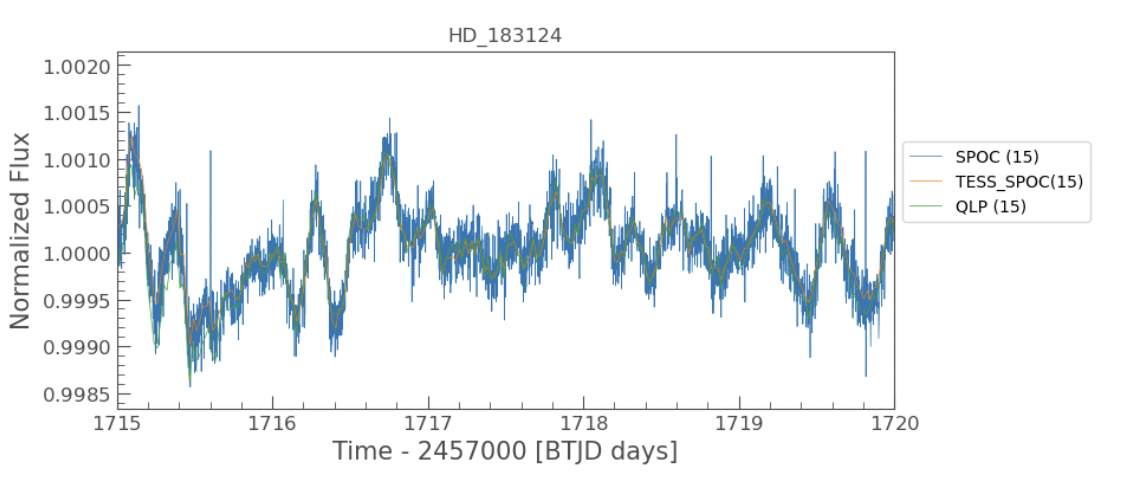 HD_183124
1.0020
1.0015
1.0010
1.0005
1.0000
0.9995
0.9990
0.9985
Normalized Flux
1715 1716 1717 1718 1719 1720
Time - 2457000 [BTJD days]
SPOC (15)
TESS_SPOC(15)
QLP (15)